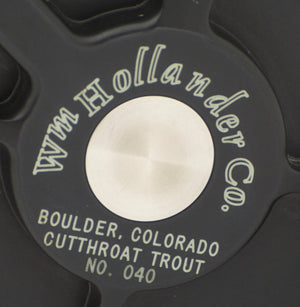 Wm Hollander Co.
BOULDER, COLORADO
CUTTHROAT TROUT
NO. 040